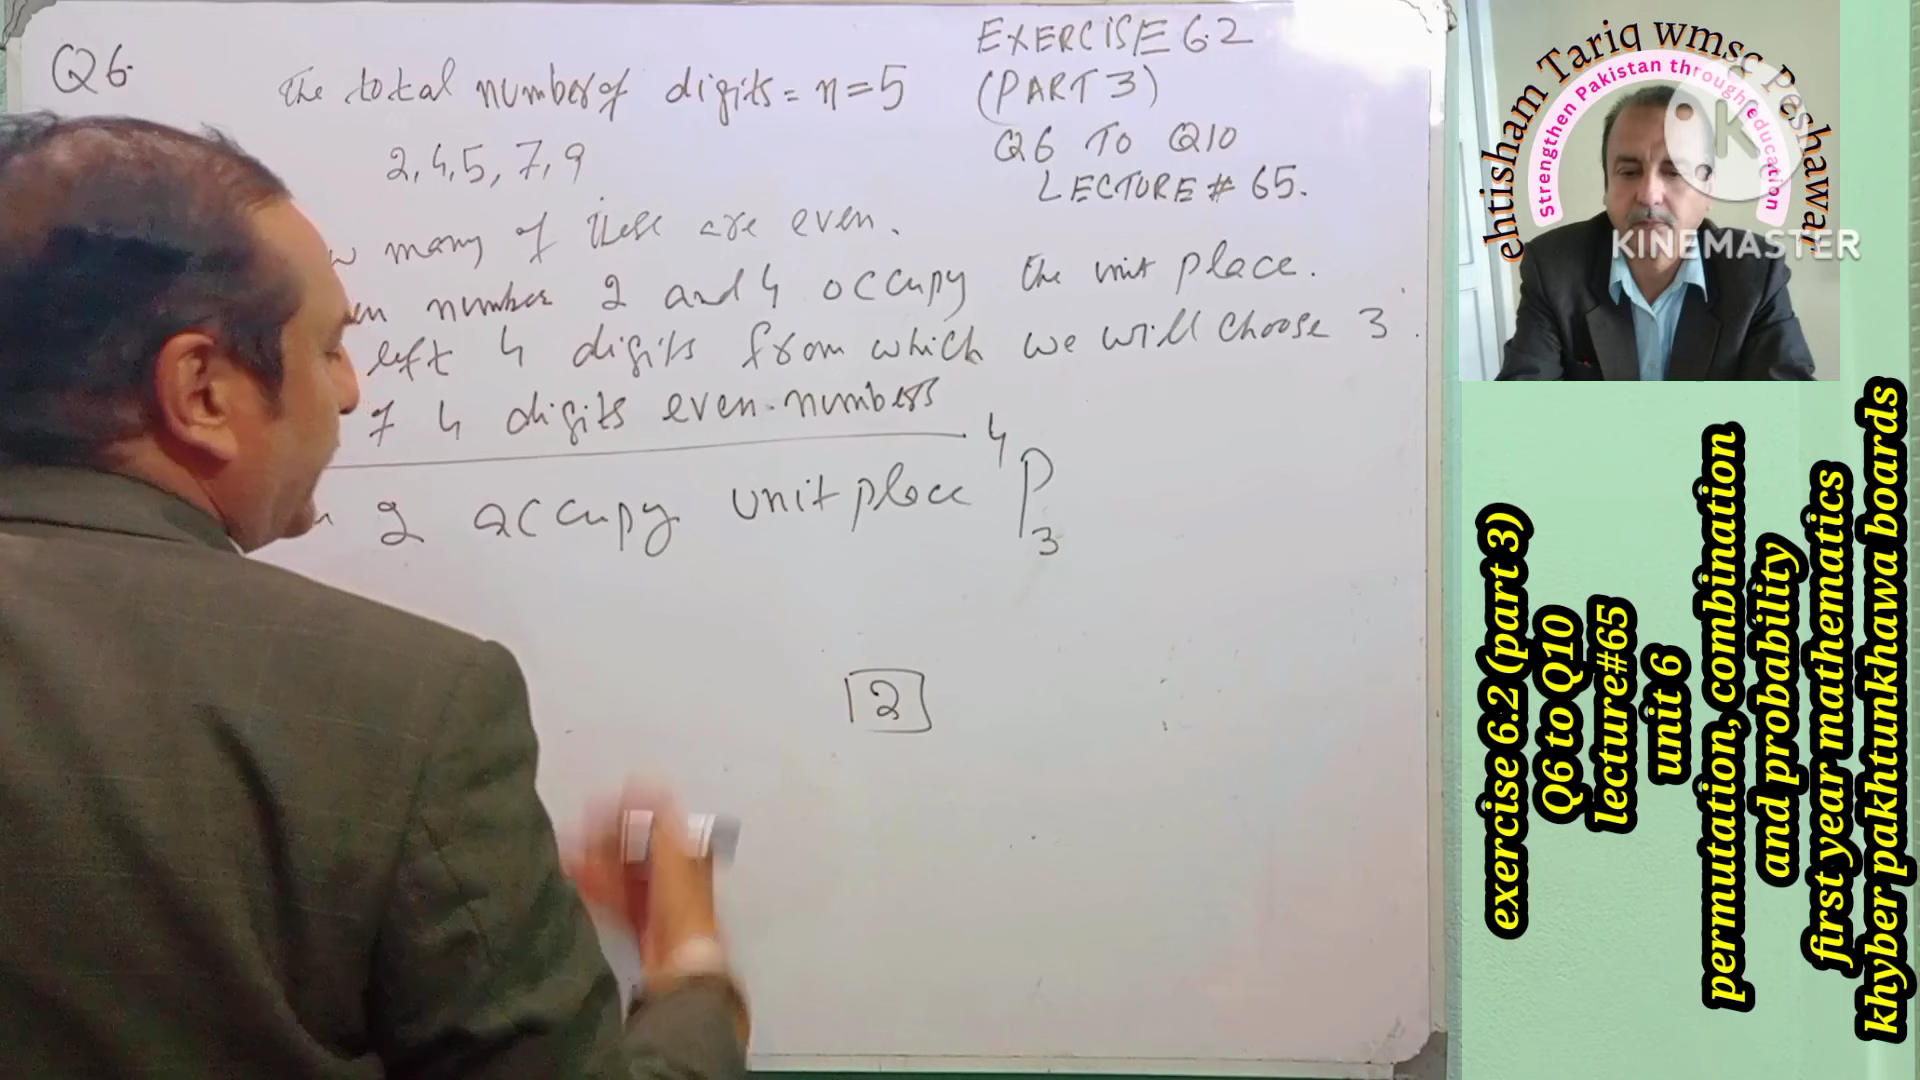 Q6.
The total number of digits = n = 5
2, 4, 5, 7, 9
many of these are even.
number 2 and 4 occupy the unit place.
left 4 digits from which we will choose 3.
4 digits even numbers
2 occupy unit place ⁴P₃
2
EXERCISE 6.2
(PART 3)
Q6 TO Q10
LECTURE # 65.
ehtisham Tariq wmsg Peshawar
Strengthen Pakistan through education
K
KINEMASTER
exercise 6.2 (part 3)
Q6 to Q10
lecture#65
unit 6
permutation, combination
and probability
first year mathematics
khyber pakhtunkhawa boards